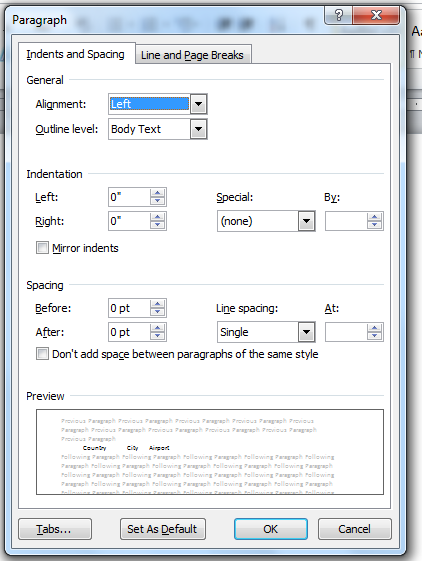 Paragraph
Indents and Spacing Line and Page Breaks
General
Alignment: Left
Outline level: Body Text
Indentation
Left: 0" Special: By:
Right: 0" (none)
Mirror indents
Spacing
Before: 0 pt Line spacing: At:
After: 0 pt Single
Don't add space between paragraphs of the same style
Preview
Previous Paragraph Previous Paragraph Previous Paragraph Previous Paragraph Previous
Paragraph Previous Paragraph Previous Paragraph Previous Paragraph Previous Paragraph
Previous Paragraph
Country City Airport
Following Paragraph Following Paragraph Following Paragraph Following Paragraph
Following Paragraph Following Paragraph Following Paragraph Following Paragraph
Following Paragraph Following Paragraph Following Paragraph Following Paragraph
Following Paragraph Following Paragraph Following Paragraph Following Paragraph
Tabs... Set As Default OK Cancel